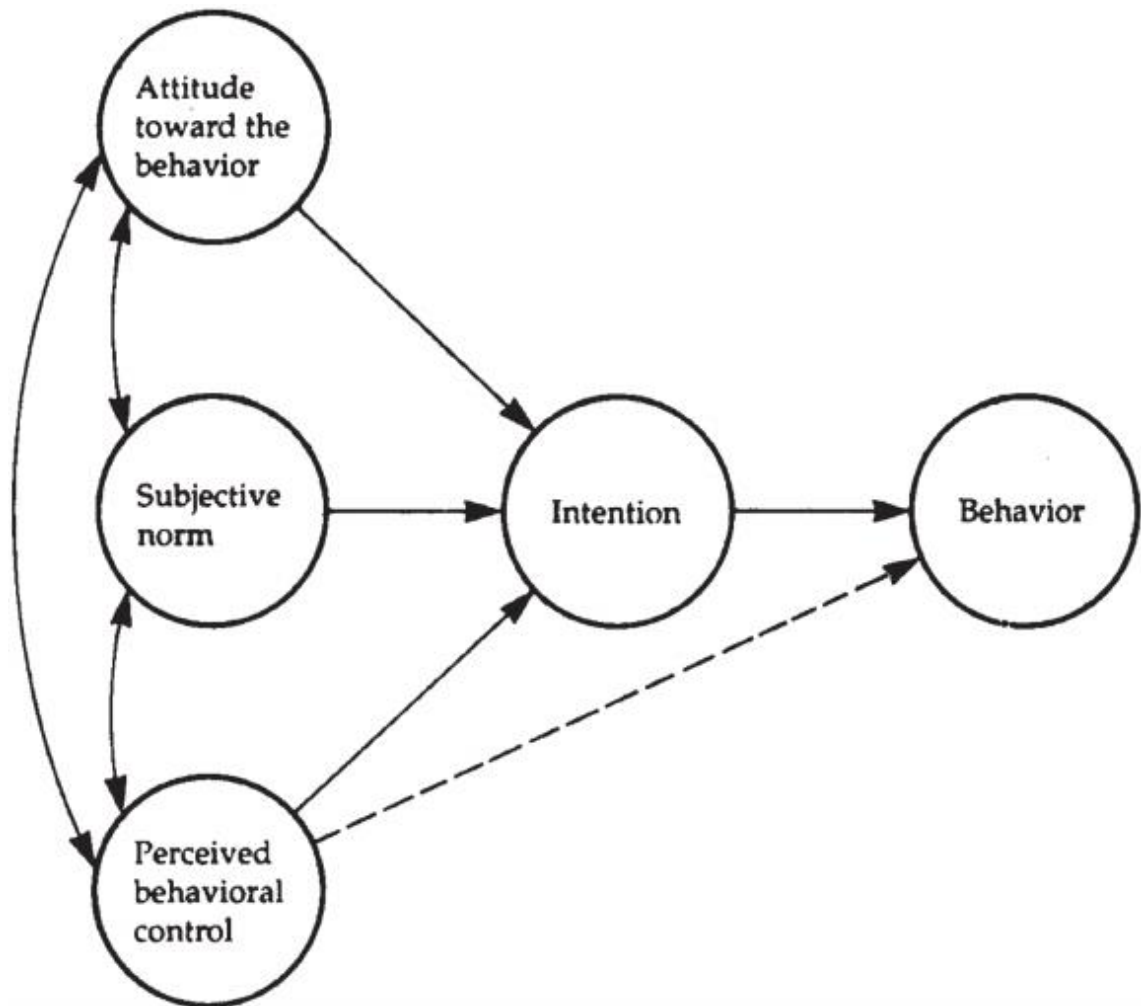 Attitude
toward the
behavior
Subjective
norm
Intention
Behavior
Perceived
behavioral
control